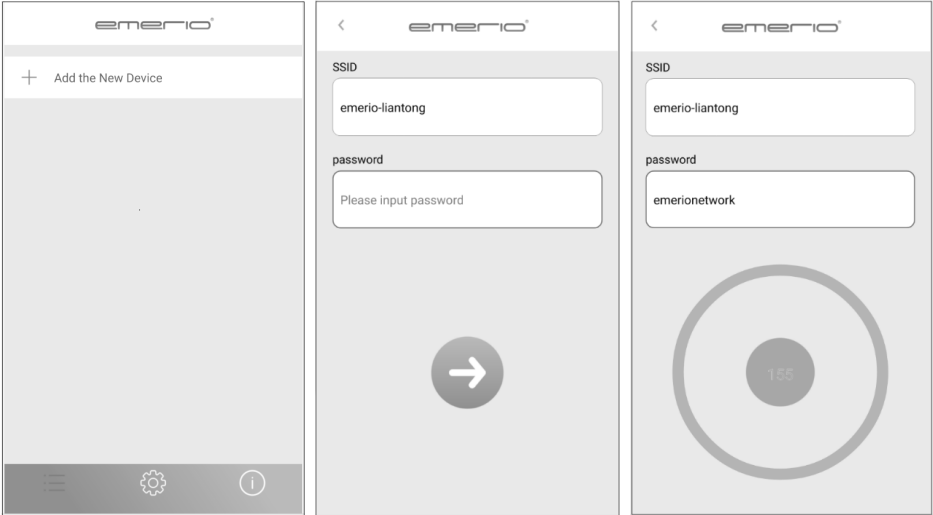 emerio
Add the New Device
emerio
SSID
emerio-liantong
password
Please input password
emerio
SSID
emerio-liantong
password
emerionetwork
155